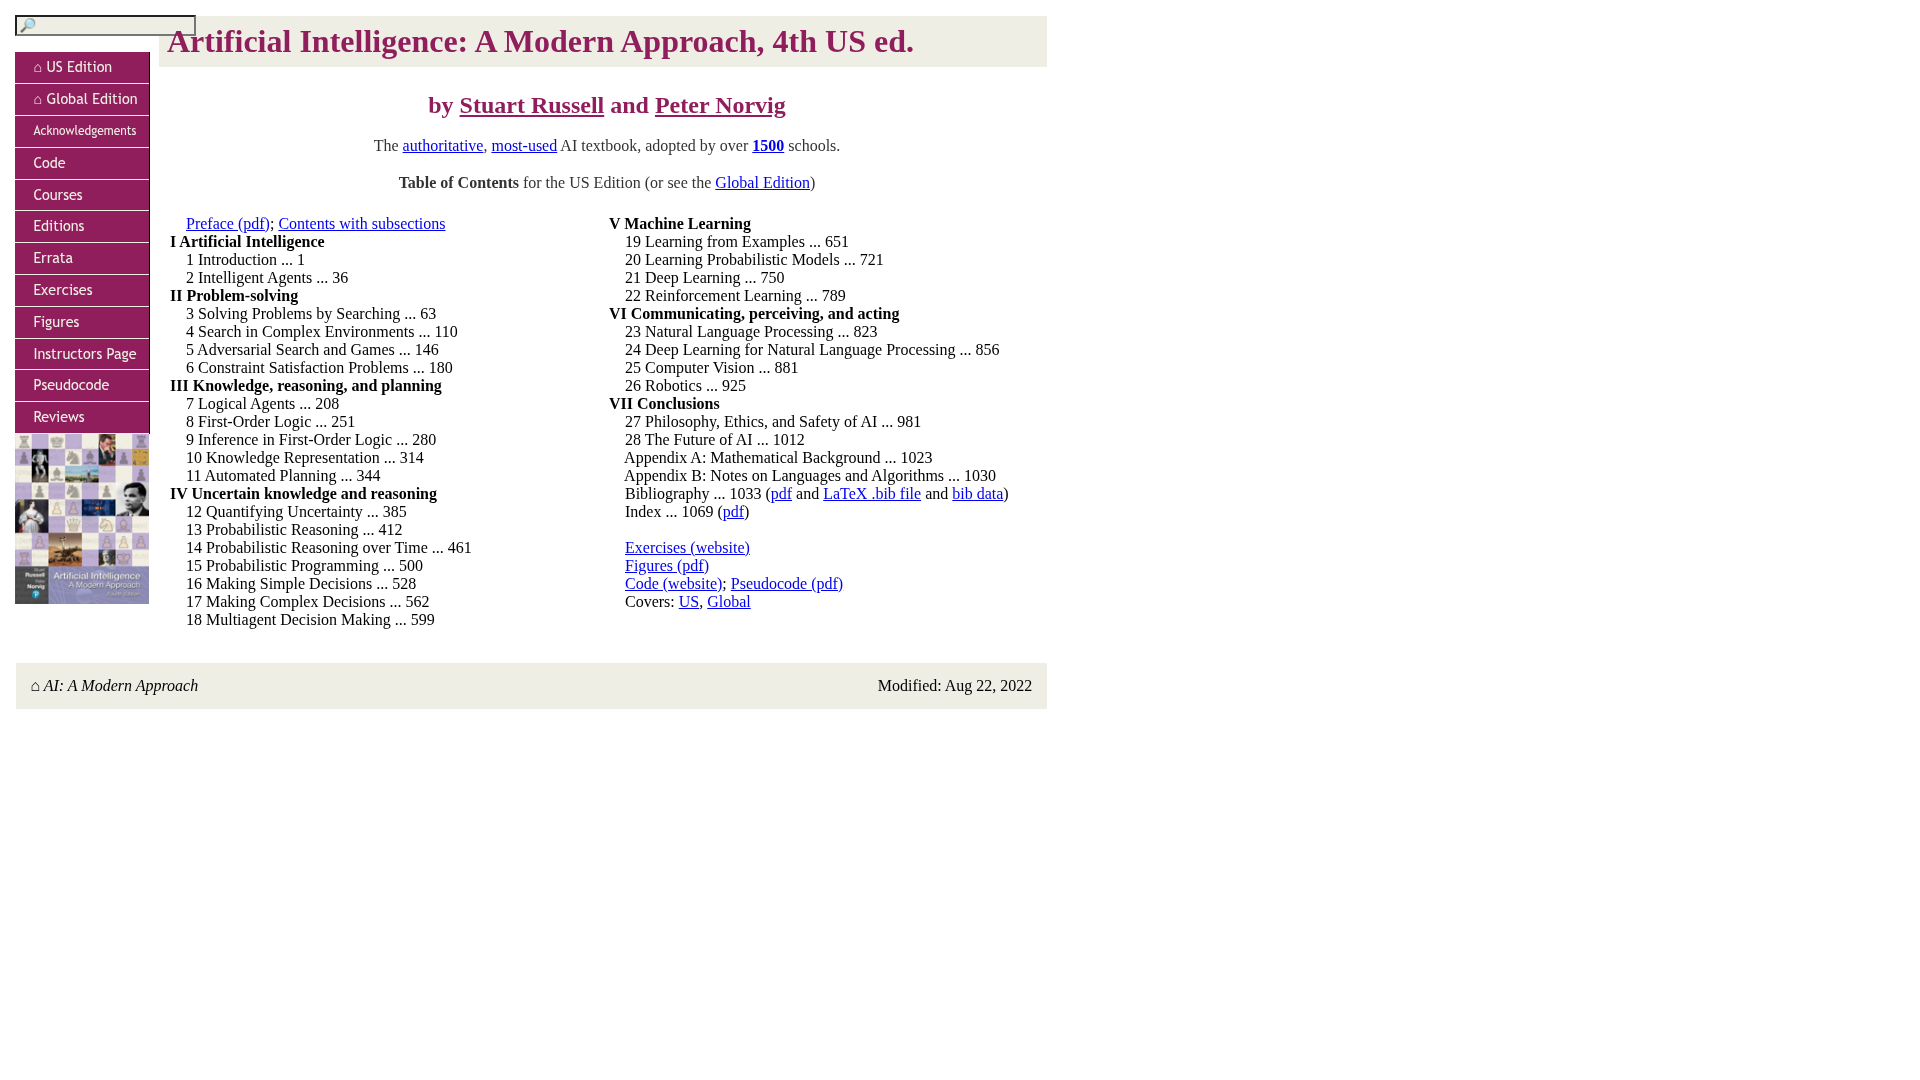 🔎
Artificial Intelligence: A Modern Approach, 4th US ed.
⌂ US Edition
⌂ Global Edition
Acknowledgements
Code
Courses
Editions
Errata
Exercises
Figures
Instructors Page
Pseudocode
Reviews
Stuart
Russell
Peter
Norvig
Artificial Intelligence
A Modern Approach
Fourth Edition
by Stuart Russell and Peter Norvig
The authoritative, most-used AI textbook, adopted by over 1500 schools.
Table of Contents for the US Edition (or see the Global Edition)
Preface (pdf); Contents with subsections
I Artificial Intelligence
1 Introduction ... 1
2 Intelligent Agents ... 36
II Problem-solving
3 Solving Problems by Searching ... 63
4 Search in Complex Environments ... 110
5 Adversarial Search and Games ... 146
6 Constraint Satisfaction Problems ... 180
III Knowledge, reasoning, and planning
7 Logical Agents ... 208
8 First-Order Logic ... 251
9 Inference in First-Order Logic ... 280
10 Knowledge Representation ... 314
11 Automated Planning ... 344
IV Uncertain knowledge and reasoning
12 Quantifying Uncertainty ... 385
13 Probabilistic Reasoning ... 412
14 Probabilistic Reasoning over Time ... 461
15 Probabilistic Programming ... 500
16 Making Simple Decisions ... 528
17 Making Complex Decisions ... 562
18 Multiagent Decision Making ... 599
V Machine Learning
19 Learning from Examples ... 651
20 Learning Probabilistic Models ... 721
21 Deep Learning ... 750
22 Reinforcement Learning ... 789
VI Communicating, perceiving, and acting
23 Natural Language Processing ... 823
24 Deep Learning for Natural Language Processing ... 856
25 Computer Vision ... 881
26 Robotics ... 925
VII Conclusions
27 Philosophy, Ethics, and Safety of AI ... 981
28 The Future of AI ... 1012
Appendix A: Mathematical Background ... 1023
Appendix B: Notes on Languages and Algorithms ... 1030
Bibliography ... 1033 (pdf and LaTeX .bib file and bib data)
Index ... 1069 (pdf)
Exercises (website)
Figures (pdf)
Code (website); Pseudocode (pdf)
Covers: US, Global
⌂ AI: A Modern Approach
Modified: Aug 22, 2022